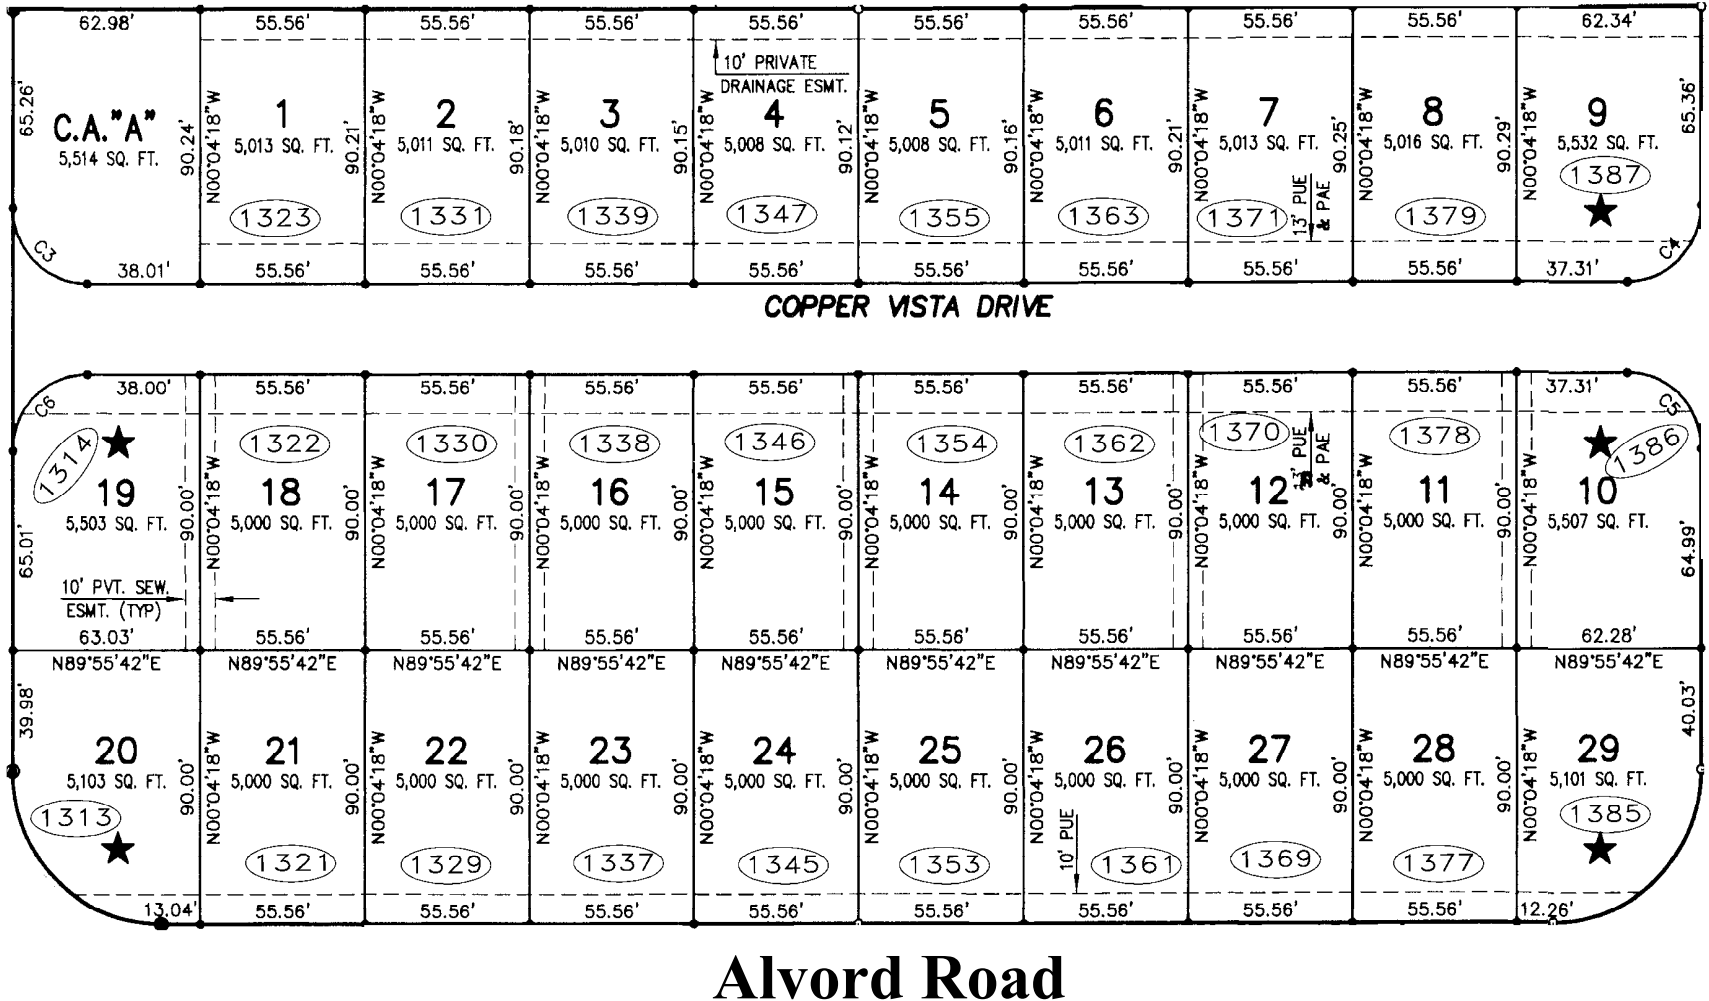 62.98' 55.56' 55.56' 55.56' 55.56' 55.56' 55.56' 55.56' 55.56' 62.34'
10' PRIVATE
DRAINAGE ESMT.
65.26' C.A."A" 5,514 SQ. FT. 90.24'
N00°04'18"W 1 5,013 SQ. FT. 90.21' 1323
N00°04'18"W 2 5,011 SQ. FT. 90.18' 1331
N00°04'18"W 3 5,010 SQ. FT. 90.15' 1339
N00°04'18"W 4 5,008 SQ. FT. 90.12' 1347
N00°04'18"W 5 5,008 SQ. FT. 90.16' 1355
N00°04'18"W 6 5,011 SQ. FT. 90.21' 1363
N00°04'18"W 7 5,013 SQ. FT. 90.25' 1371
13' PUE
& PAE
N00°04'18"W 8 5,016 SQ. FT. 90.29' 1379
N00°04'18"W 9 5,532 SQ. FT. 65.36' 1387
C3 38.01' 55.56' 55.56' 55.56' 55.56' 55.56' 55.56' 55.56' 55.56' 37.31' C4
COPPER VISTA DRIVE
C6 38.00' 55.56' 55.56' 55.56' 55.56' 55.56' 55.56' 55.56' 55.56' 37.31' C5
1314 19 5,503 SQ. FT. 65.01' 90.00'
10' PVT. SEW.
ESMT. (TYP)
1322 N00°04'18"W 18 5,000 SQ. FT. 90.00'
1330 N00°04'18"W 17 5,000 SQ. FT. 90.00'
1338 N00°04'18"W 16 5,000 SQ. FT. 90.00'
1346 N00°04'18"W 15 5,000 SQ. FT. 90.00'
1354 N00°04'18"W 14 5,000 SQ. FT. 90.00'
1362 N00°04'18"W 13 5,000 SQ. FT. 90.00'
1370 N00°04'18"W 12 5,000 SQ. FT. 90.00'
13' PUE
& PAE
1378 N00°04'18"W 11 5,000 SQ. FT. 90.00'
1386 N00°04'18"W 10 5,507 SQ. FT. 64.99'
63.03' 55.56' 55.56' 55.56' 55.56' 55.56' 55.56' 55.56' 55.56' 62.28'
N89°55'42"E N89°55'42"E N89°55'42"E N89°55'42"E N89°55'42"E N89°55'42"E N89°55'42"E N89°55'42"E N89°55'42"E N89°55'42"E
39.98' 20 5,103 SQ. FT. 90.00' 1313
N00°04'18"W 21 5,000 SQ. FT. 90.00' 1321
N00°04'18"W 22 5,000 SQ. FT. 90.00' 1329
N00°04'18"W 23 5,000 SQ. FT. 90.00' 1337
N00°04'18"W 24 5,000 SQ. FT. 90.00' 1345
N00°04'18"W 25 5,000 SQ. FT. 90.00' 1353
N00°04'18"W 26 5,000 SQ. FT. 90.00' 1361
10' PUE
N00°04'18"W 27 5,000 SQ. FT. 90.00' 1369
N00°04'18"W 28 5,000 SQ. FT. 90.00' 1377
N00°04'18"W 29 5,101 SQ. FT. 40.03' 1385
13.04' 55.56' 55.56' 55.56' 55.56' 55.56' 55.56' 55.56' 55.56' 12.26'
Alvord Road